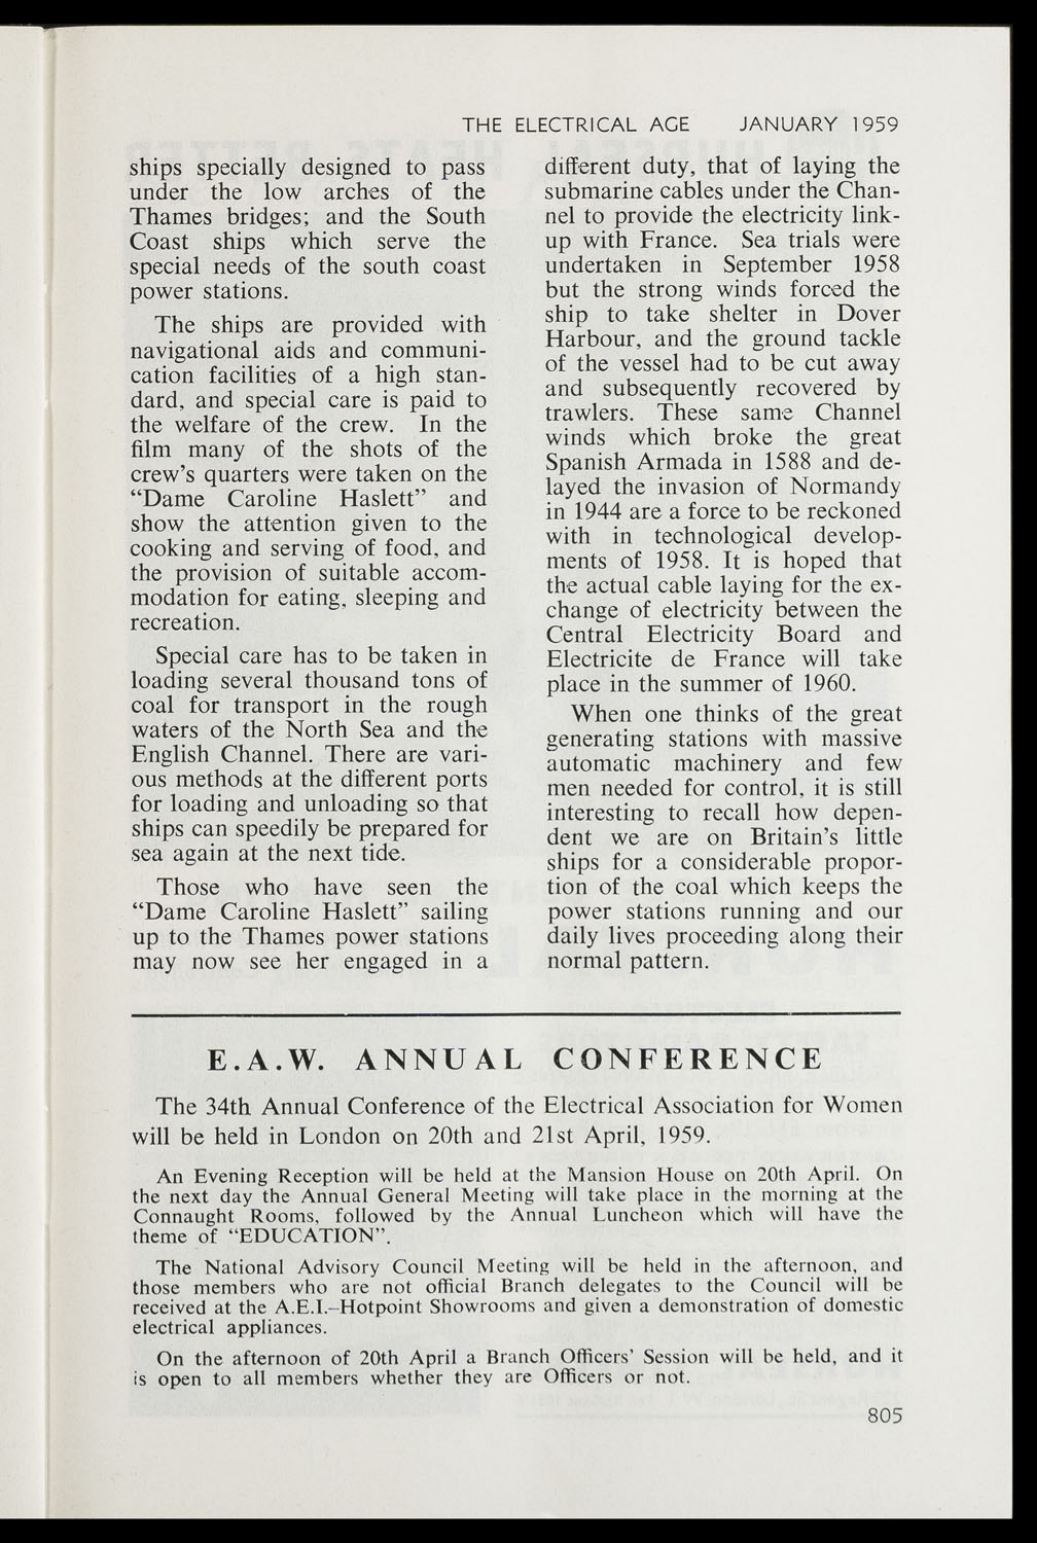 THE ELECTRICAL AGE JANUARY 1959
ships specially designed to pass
under the low arches of the
Thames bridges; and the South
Coast ships which serve the
special needs of the south coast
power stations.
The ships are provided with
navigational aids and communi-
cation facilities of a high stan-
dard, and special care is paid to
the welfare of the crew. In the
film many of the shots of the
crew's quarters were taken on the
“Dame Caroline Haslett” and
show the attention given to the
cooking and serving of food, and
the provision of suitable accom-
modation for eating, sleeping and
recreation.
Special care has to be taken in
loading several thousand tons of
coal for transport in the rough
waters of the North Sea and the
English Channel. There are vari-
ous methods at the different ports
for loading and unloading so that
ships can speedily be prepared for
sea again at the next tide.
Those who have seen the
“Dame Caroline Haslett” sailing
up to the Thames power stations
may now see her engaged in a
different duty, that of laying the
submarine cables under the Chan-
nel to provide the electricity link-
up with France. Sea trials were
undertaken in September 1958
but the strong winds forced the
ship to take shelter in Dover
Harbour, and the ground tackle
of the vessel had to be cut away
and subsequently recovered by
trawlers. These same Channel
winds which broke the great
Spanish Armada in 1588 and de-
layed the invasion of Normandy
in 1944 are a force to be reckoned
with in technological develop-
ments of 1958. It is hoped that
the actual cable laying for the ex-
change of electricity between the
Central Electricity Board and
Electricite de France will take
place in the summer of 1960.
When one thinks of the great
generating stations with massive
automatic machinery and few
men needed for control, it is still
interesting to recall how depen-
dent we are on Britain's little
ships for a considerable propor-
tion of the coal which keeps the
power stations running and our
daily lives proceeding along their
normal pattern.
E.A.W. ANNUAL CONFERENCE
The 34th Annual Conference of the Electrical Association for Women
will be held in London on 20th and 21st April, 1959.
An Evening Reception will be held at the Mansion House on 20th April. On
the next day the Annual General Meeting will take place in the morning at the
Connaught Rooms, followed by the Annual Luncheon which will have the
theme of “EDUCATION”.
The National Advisory Council Meeting will be held in the afternoon, and
those members who are not official Branch delegates to the Council will be
received at the A.E.I.–Hotpoint Showrooms and given a demonstration of domestic
electrical appliances.
On the afternoon of 20th April a Branch Officers' Session will be held, and it
is open to all members whether they are Officers or not.
805